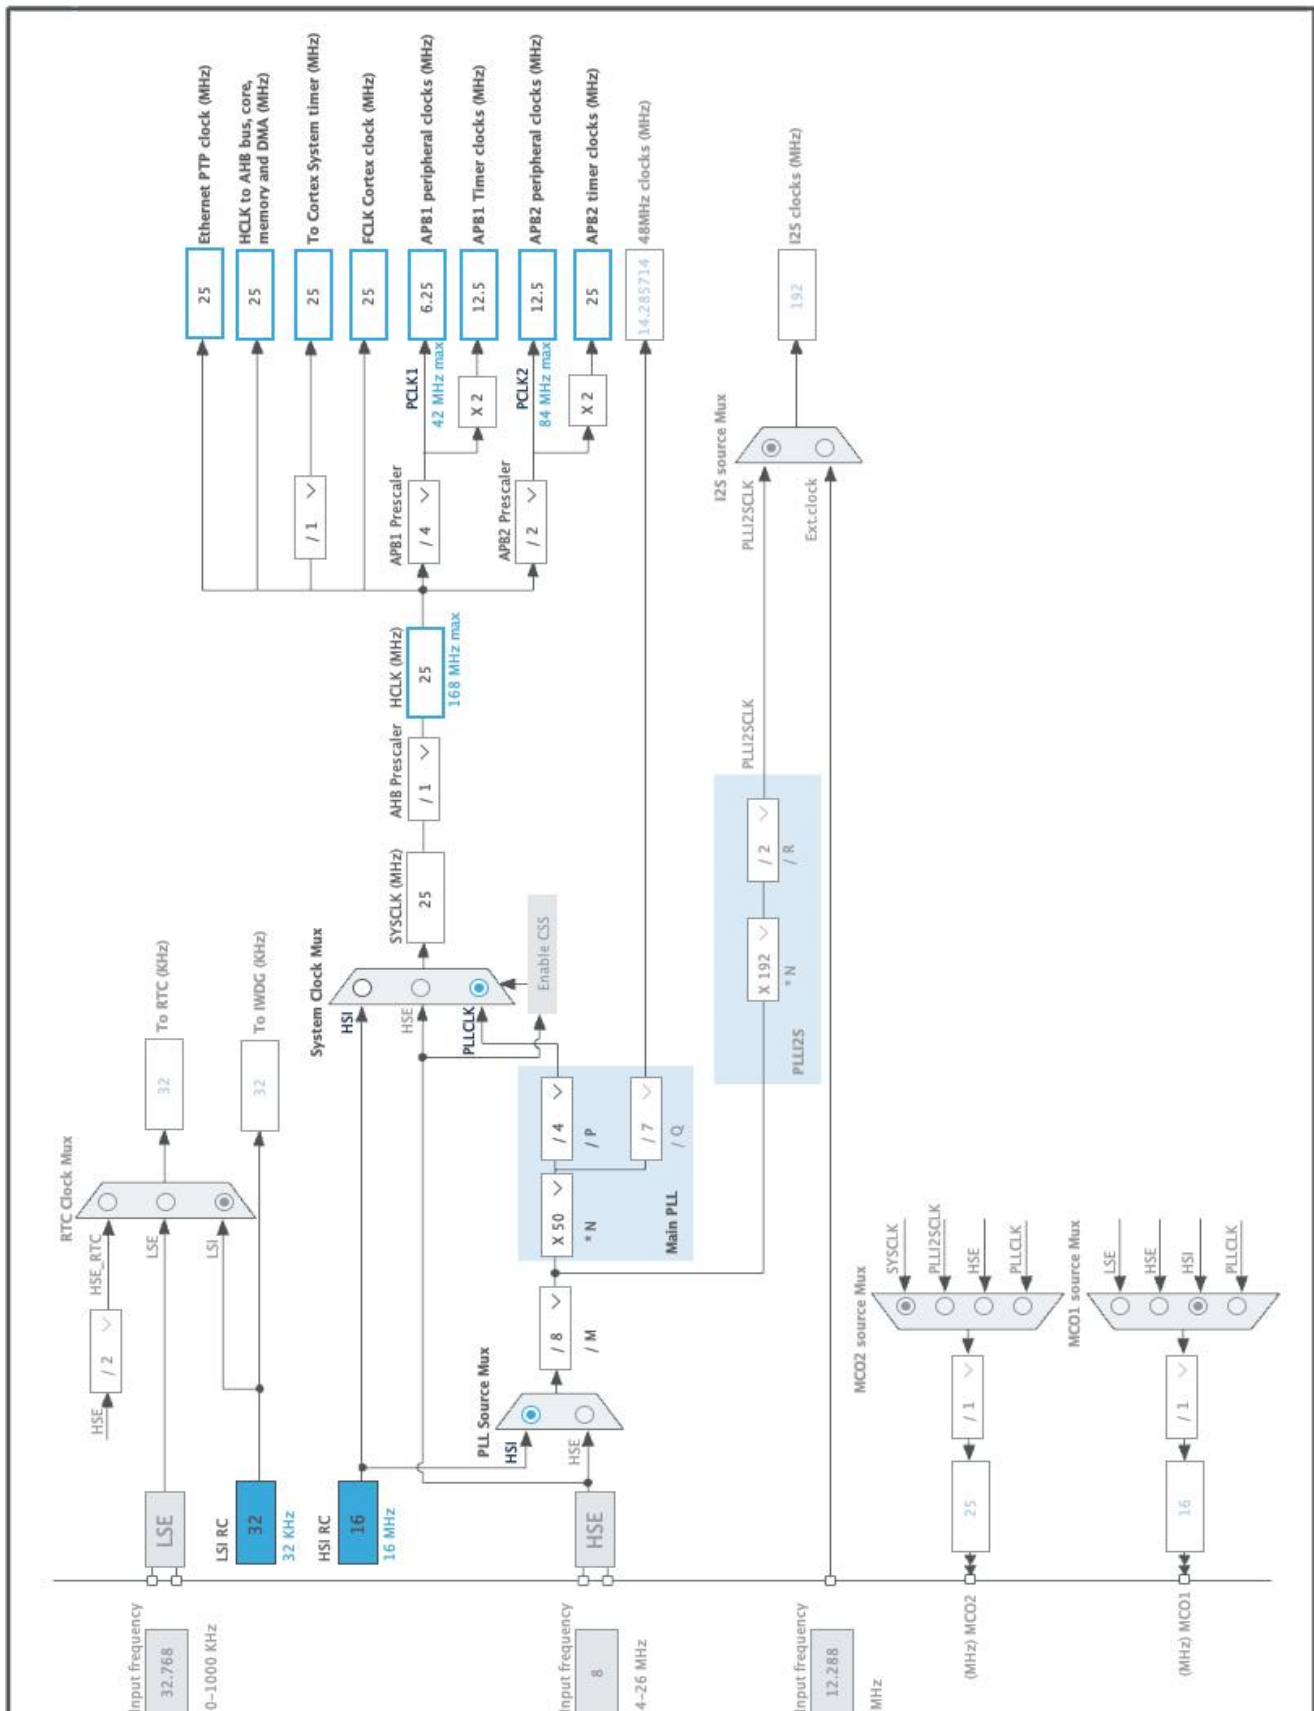 Input frequency
32.768
0-1000 KHz
LSE
HSE
/ 2
HSE_RTC
LSE
LSI
RTC Clock Mux
32
To RTC (KHz)
LSI RC
32
32 KHz
32
To IWDG (KHz)
HSI RC
16
16 MHz
System Clock Mux
HSI
HSE
PLLCLK
Enable CSS
SYSCLK (MHz)
25
AHB Prescaler
/ 1
HCLK (MHz)
25
168 MHz max
25
Ethernet PTP clock (MHz)
25
HCLK to AHB bus, core,
memory and DMA (MHz)
/ 1
25
To Cortex System timer (MHz)
25
FCLK Cortex clock (MHz)
APB1 Prescaler
/ 4
PCLK1
42 MHz max
6.25
APB1 peripheral clocks (MHz)
X 2
12.5
APB1 Timer clocks (MHz)
APB2 Prescaler
/ 2
PCLK2
84 MHz max
12.5
APB2 peripheral clocks (MHz)
X 2
25
APB2 timer clocks (MHz)
14.285714
48MHz clocks (MHz)
Input frequency
8
4-26 MHz
HSE
PLL Source Mux
HSI
HSE
/ 8
/ M
X 50
* N
/ 4
/ P
/ 7
/ Q
Main PLL
X 192
* N
/ 2
/ R
PLLI2S
PLLI2SCLK
I2S source Mux
PLLI2SCLK
Ext.clock
192
I2S clocks (MHz)
Input frequency
12.288
MHz
MCO2 source Mux
SYSCLK
PLLI2SCLK
HSE
PLLCLK
/ 1
25
(MHz) MCO2
MCO1 source Mux
LSE
HSE
HSI
PLLCLK
/ 1
16
(MHz) MCO1